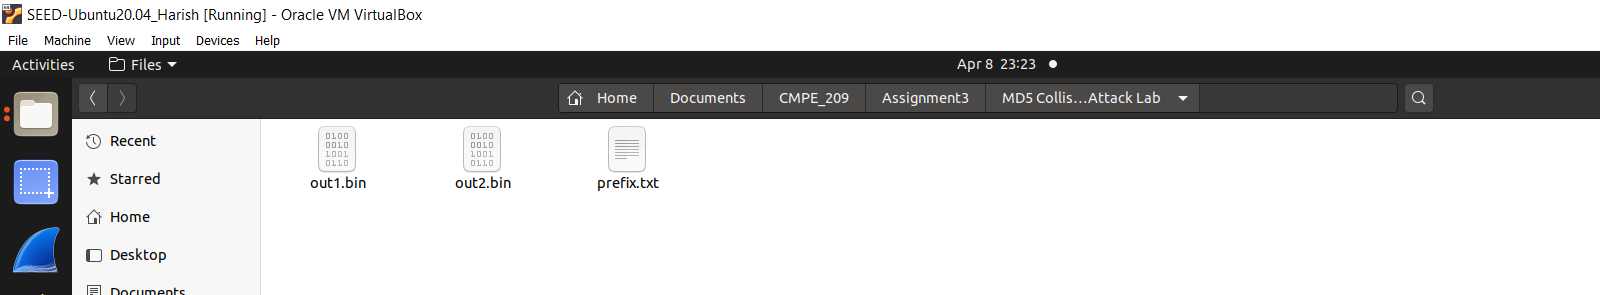 SEED-Ubuntu20.04_Harish [Running] - Oracle VM VirtualBox
File Machine View Input Devices Help
Activities Files Apr 8 23:23
Home Documents CMPE_209 Assignment3 MD5 Collis...Attack Lab
Recent
Starred
Home
Desktop
Documents
0100
0010
1001
0110
out1.bin
0100
0010
1001
0110
out2.bin
prefix.txt